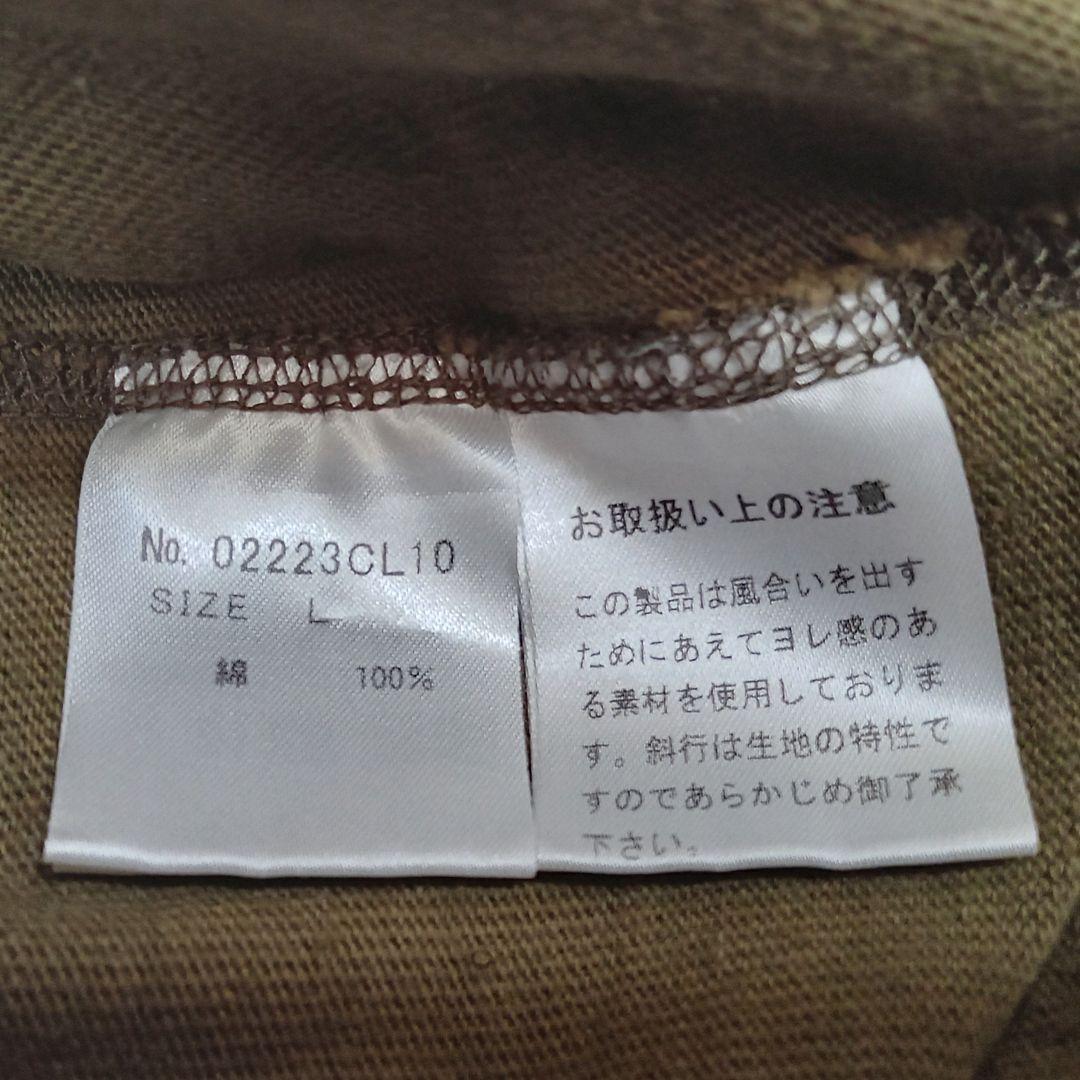 No. 02223CL10
SIZE L
綿 100%
お取扱い上の注意
この製品は風合いを出す
ためにあえてヨレ感のあ
る素材を使用しておりま
す。斜行は生地の特性で
すのであらかじめ御了承
下さい。